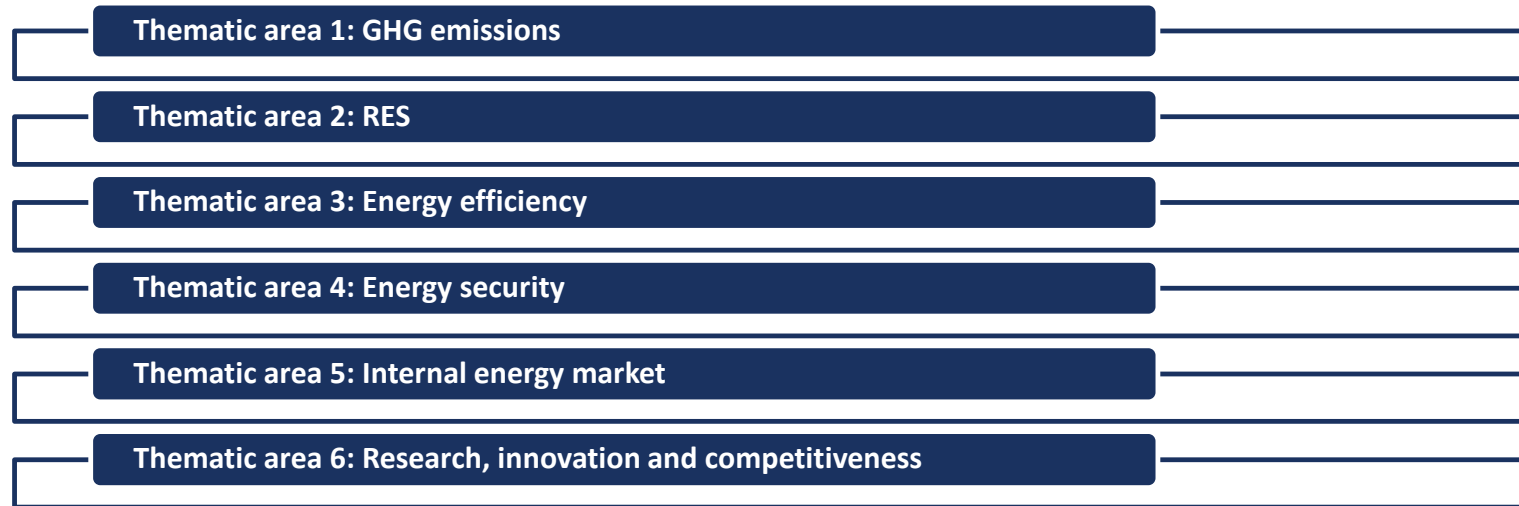 Thematic area 1: GHG emissions
Thematic area 2: RES
Thematic area 3: Energy efficiency
Thematic area 4: Energy security
Thematic area 5: Internal energy market
Thematic area 6: Research, innovation and competitiveness